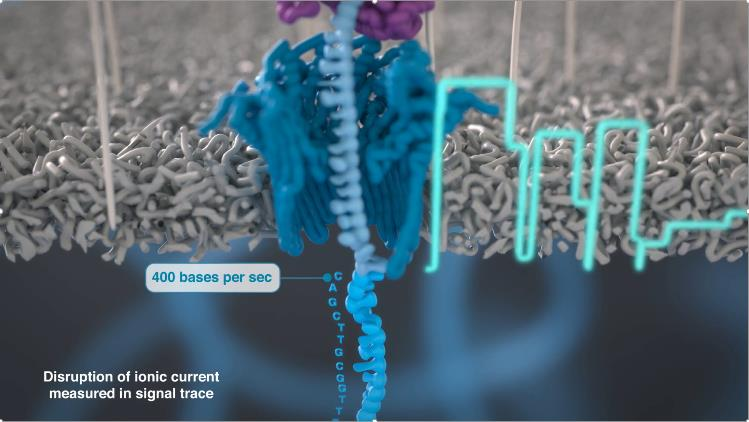 400 bases per sec
C
A
G
C
T
T
G
C
G
G
T
T
Disruption of ionic current
measured in signal trace